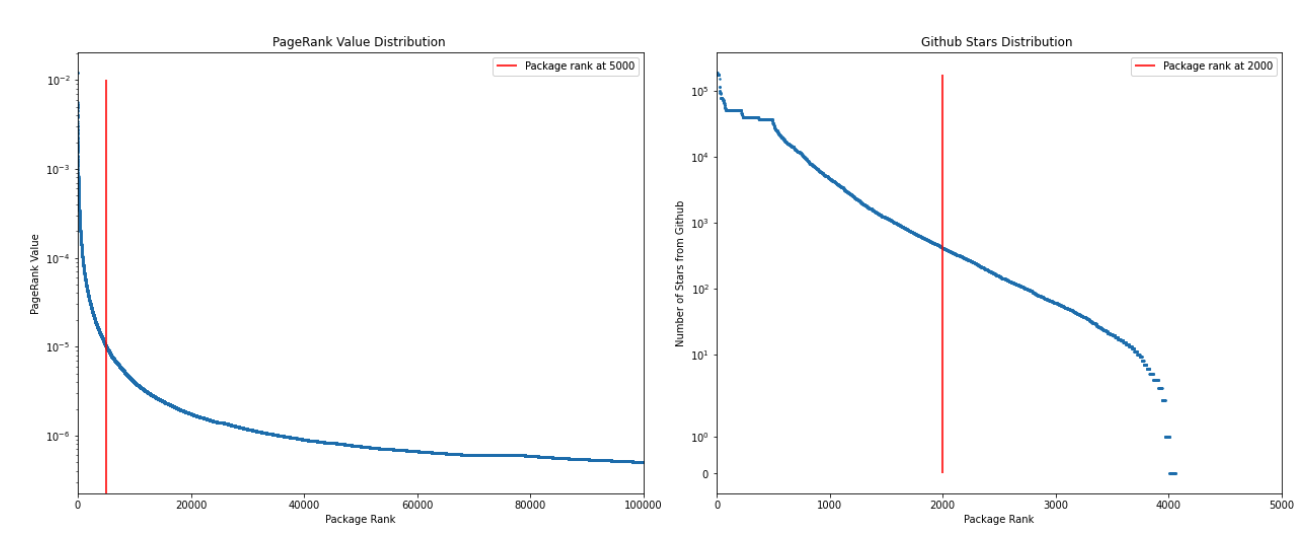 PageRank Value Distribution
Package rank at 5000
10⁻²
10⁻³
10⁻⁴
10⁻⁵
10⁻⁶
PageRank Value
0 20000 40000 60000 80000 100000
Package Rank
Github Stars Distribution
Package rank at 2000
10⁵
10⁴
10³
10²
10¹
10⁰
0
Number of Stars from Github
0 1000 2000 3000 4000 5000
Package Rank